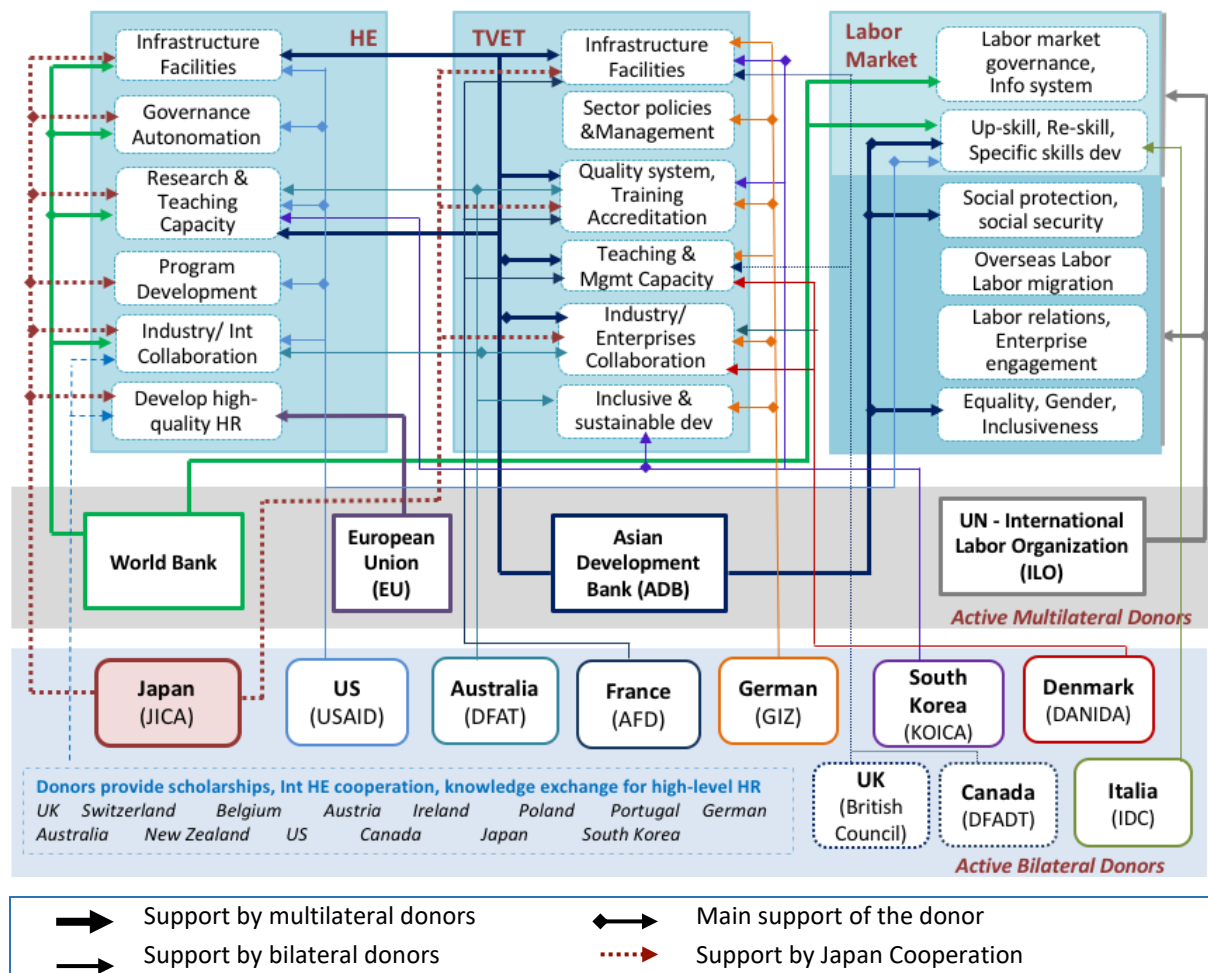 HE
Infrastructure
Facilities
Governance
Autonomation
Research &
Teaching
Capacity
Program
Development
Industry/ Int
Collaboration
Develop high-
quality HR
TVET
Infrastructure
Facilities
Sector policies
&Management
Quality system,
Training
Accreditation
Teaching &
Mgmt Capacity
Industry/
Enterprises
Collaboration
Inclusive &
sustainable dev
Labor
Market
Labor market
governance,
Info system
Up-skill, Re-skill,
Specific skills dev
Social protection,
social security
Overseas Labor
Labor migration
Labor relations,
Enterprise
engagement
Equality, Gender,
Inclusiveness
World Bank
European
Union
(EU)
Asian
Development
Bank (ADB)
UN - International
Labor Organization
(ILO)
Active Multilateral Donors
Japan
(JICA)
US
(USAID)
Australia
(DFAT)
France
(AFD)
German
(GIZ)
South
Korea
(KOICA)
Denmark
(DANIDA)
Donors provide scholarships, Int HE cooperation, knowledge exchange for high-level HR
UK Switzerland Belgium Austria Ireland Poland Portugal German
Australia New Zealand US Canada Japan South Korea
UK
(British
Council)
Canada
(DFADT)
Italia
(IDC)
Active Bilateral Donors
Support by multilateral donors
Main support of the donor
Support by bilateral donors
Support by Japan Cooperation